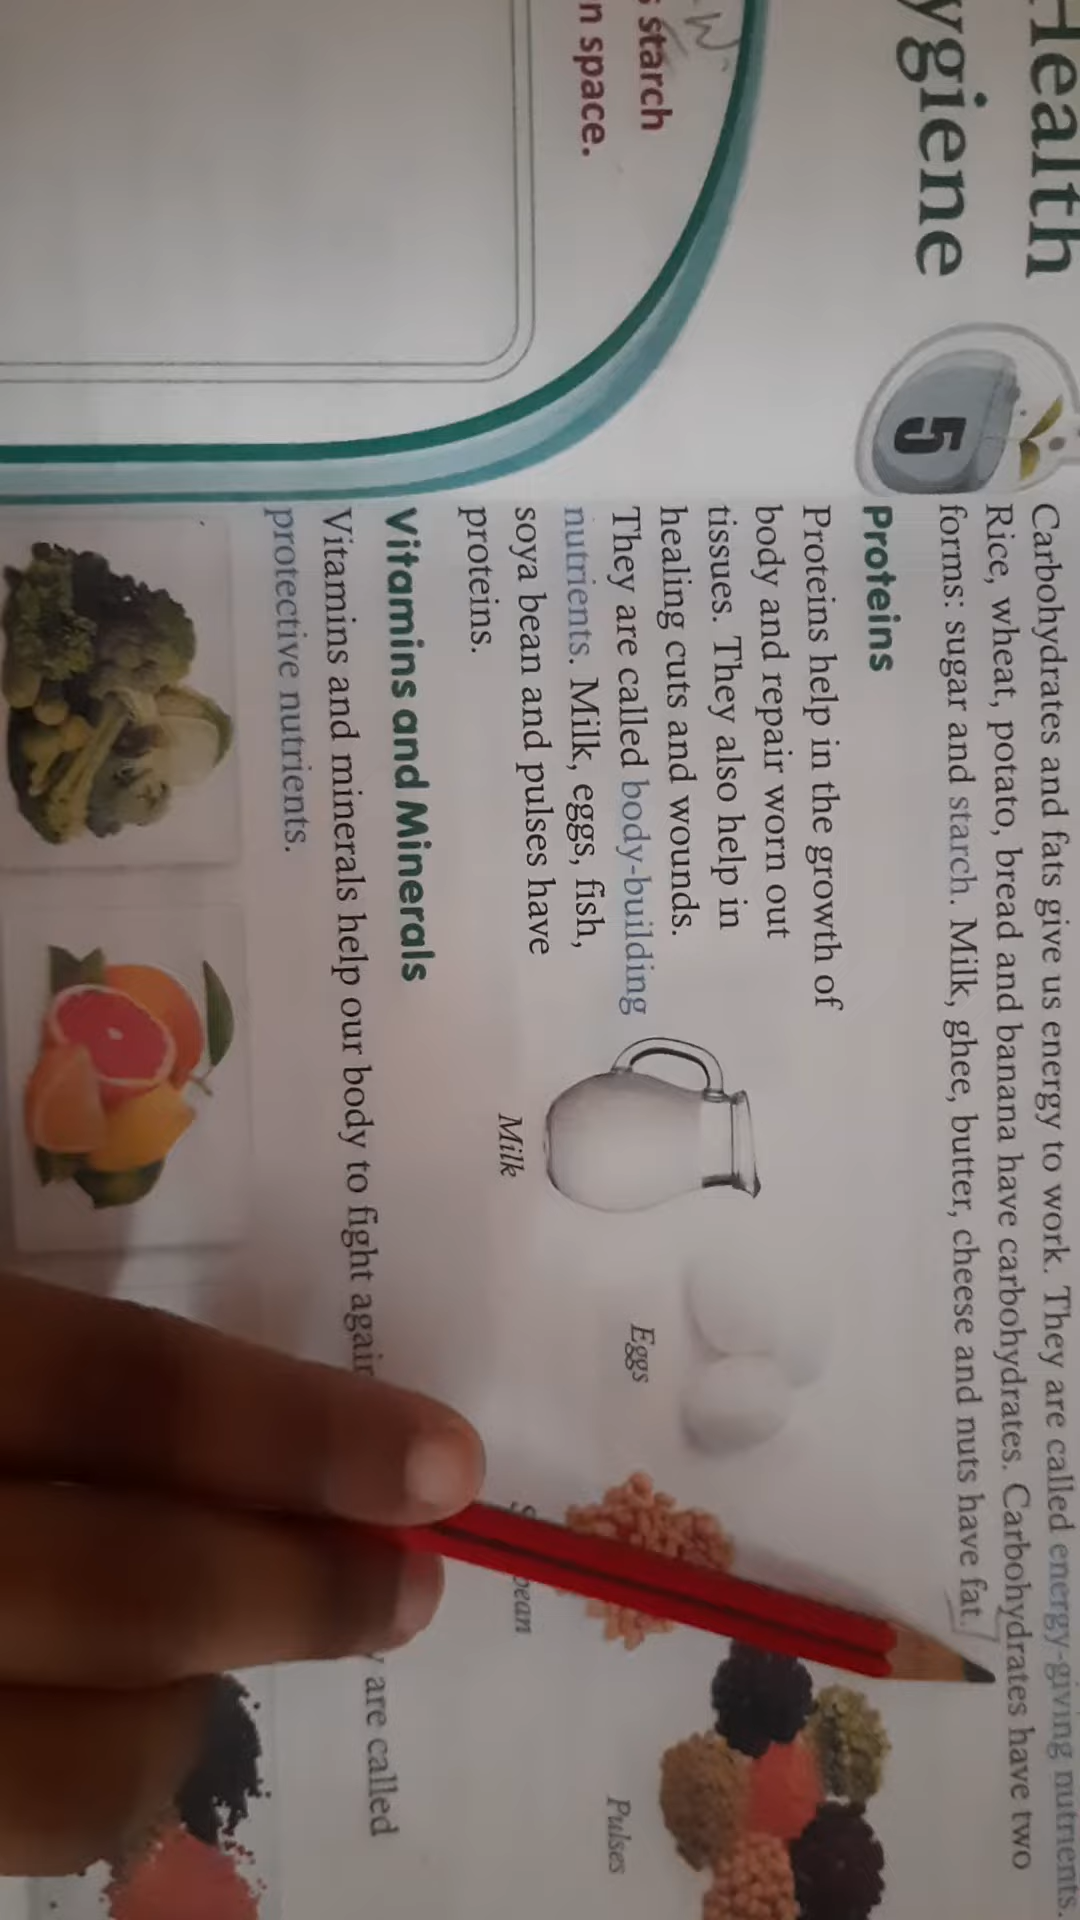 Health
ygiene
5
W
starch
n space.
Carbohydrates and fats give us energy to work. They are called energy-giving nutrients.
Rice, wheat, potato, bread and banana have carbohydrates. Carbohydrates have two
forms: sugar and starch. Milk, ghee, butter, cheese and nuts have fat.
Proteins
Proteins help in the growth of
body and repair worn out
tissues. They also help in
healing cuts and wounds.
They are called body-building
nutrients. Milk, eggs, fish,
soya bean and pulses have
proteins.
Milk
Eggs
bean
Pulses
Vitamins and Minerals
Vitamins and minerals help our body to fight again y are called
protective nutrients.